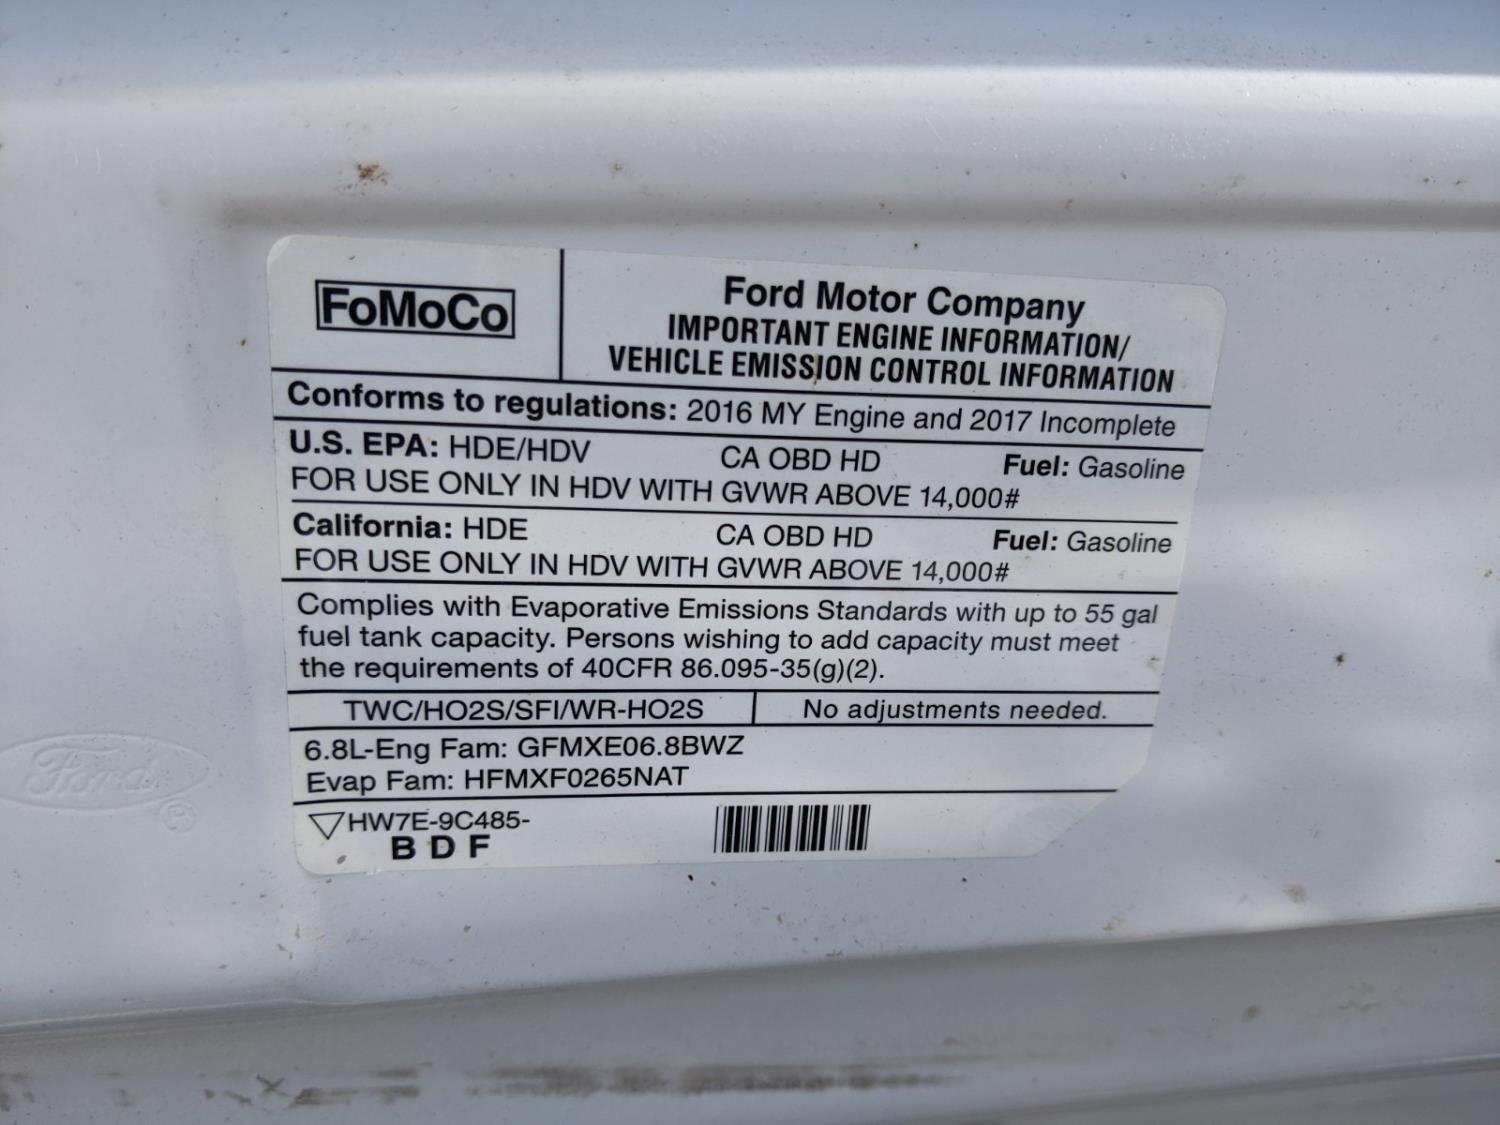 FoMoCo
Ford Motor Company
IMPORTANT ENGINE INFORMATION/
VEHICLE EMISSION CONTROL INFORMATION
Conforms to regulations: 2016 MY Engine and 2017 Incomplete
U.S. EPA: HDE/HDV CA OBD HD Fuel: Gasoline
FOR USE ONLY IN HDV WITH GVWR ABOVE 14,000#
California: HDE CA OBD HD Fuel: Gasoline
FOR USE ONLY IN HDV WITH GVWR ABOVE 14,000#
Complies with Evaporative Emissions Standards with up to 55 gal
fuel tank capacity. Persons wishing to add capacity must meet
the requirements of 40CFR 86.095-35(g)(2).
TWC/HO2S/SFI/WR-HO2S No adjustments needed.
6.8L-Eng Fam: GFMXE06.8BWZ
Evap Fam: HFMXF0265NAT
HW7E-9C485-
B D F
Ford
®